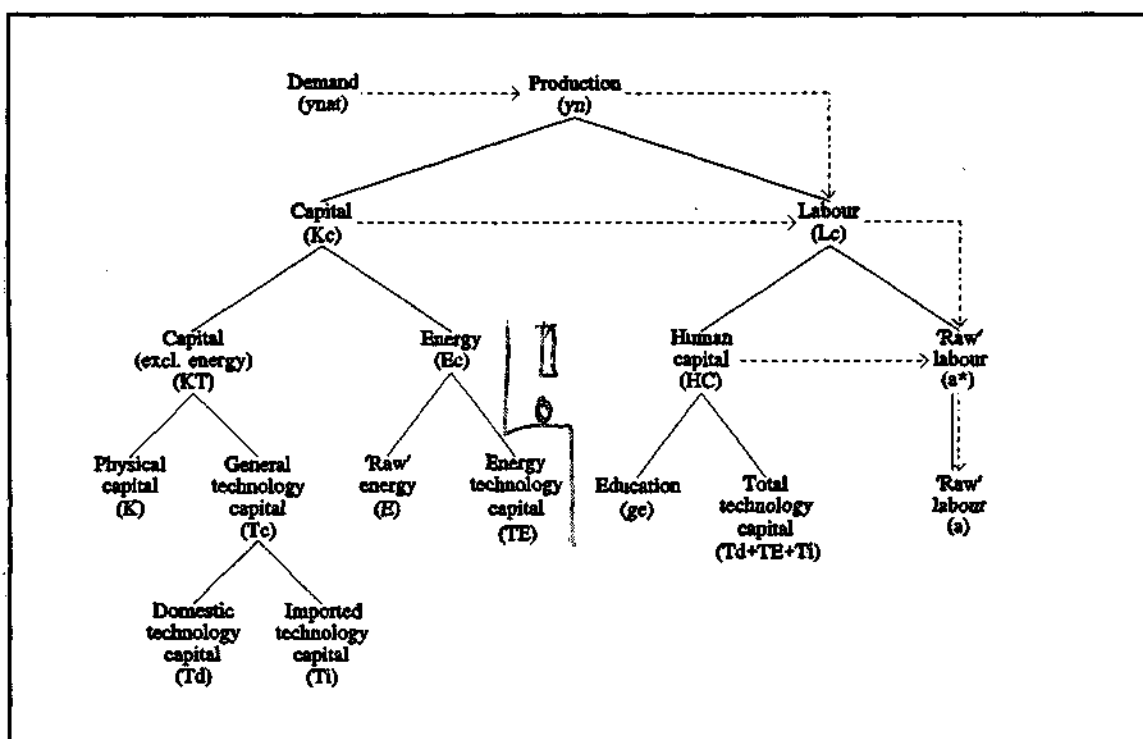 Demand
(ynat)
Production
(yn)
Capital
(Kc)
Labour
(Lc)
Capital
(excl. energy)
(KT)
Energy
(Ec)
Human
capital
(HC)
'Raw'
labour
(a*)
Physical
capital
(K)
General
technology
capital
(Tc)
'Raw'
energy
(E)
Energy
technology
capital
(TE)
Education
(ge)
Total
technology
capital
(Td+TE+Ti)
'Raw'
labour
(a)
Domestic
technology
capital
(Td)
Imported
technology
capital
(Ti)